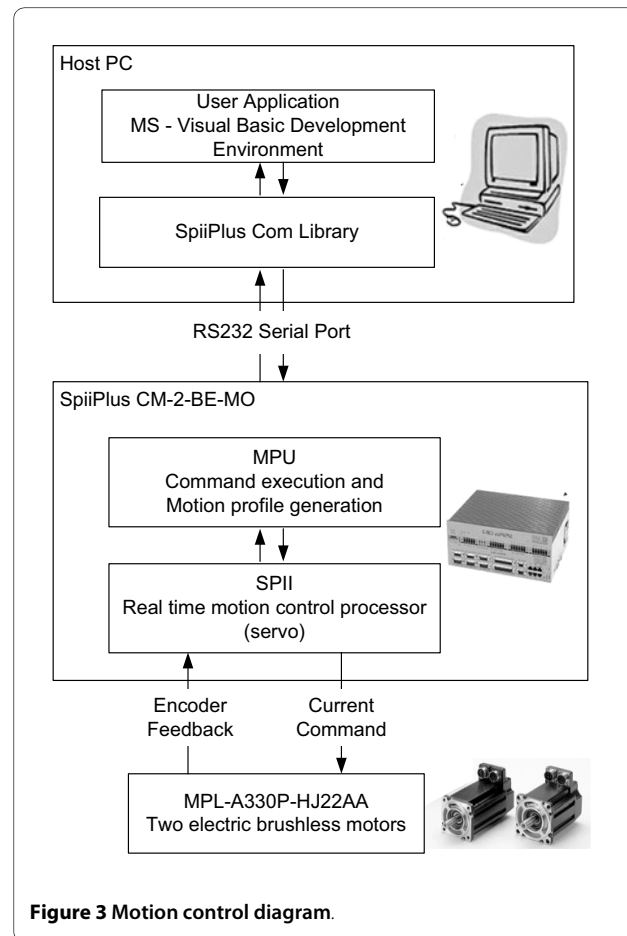 Host PC
User Application
MS - Visual Basic Development
Environment
SpiiPlus Com Library
RS232 Serial Port
SpiiPlus CM-2-BE-MO
MPU
Command execution and
Motion profile generation
SPII
Real time motion control processor
(servo)
Encoder
Feedback
Current
Command
MPL-A330P-HJ22AA
Two electric brushless motors
Figure 3 Motion control diagram.